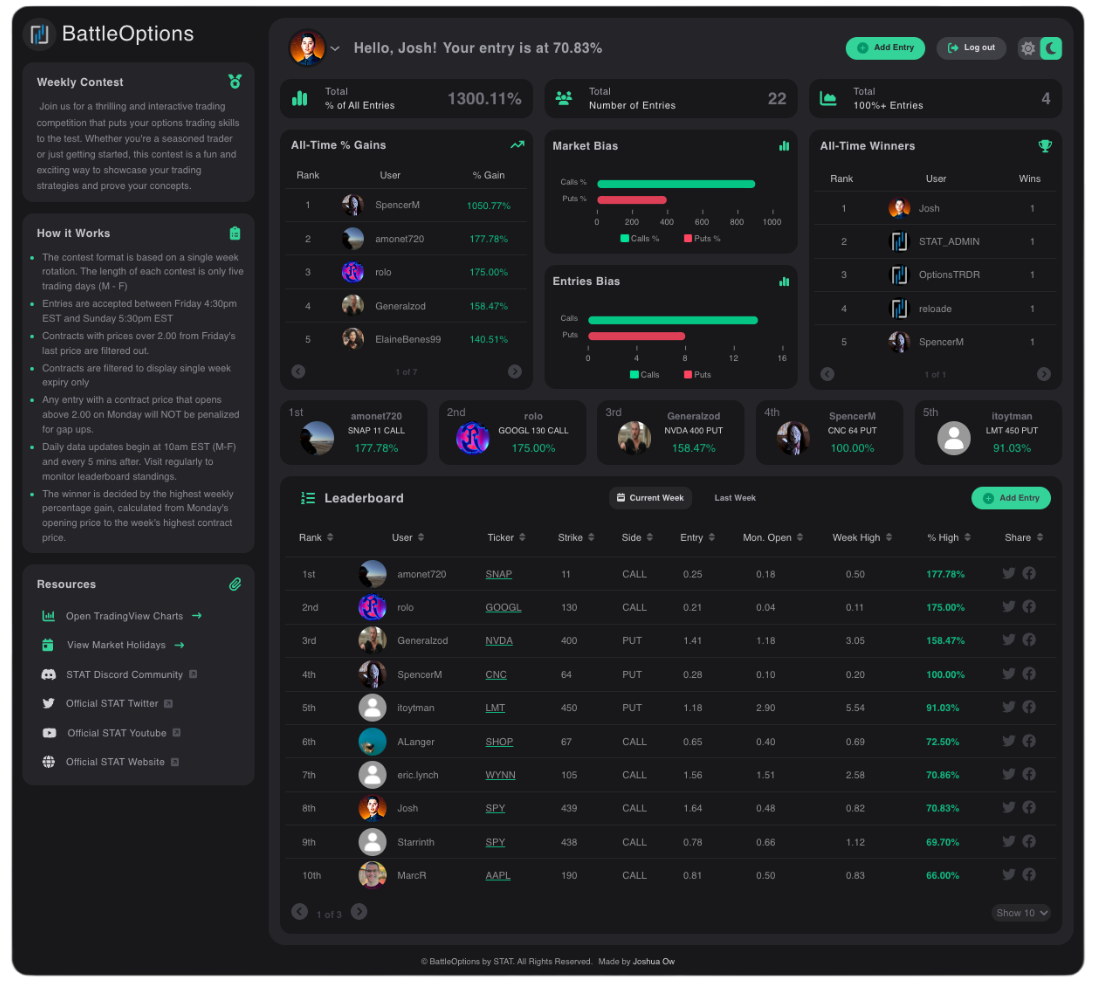 BattleOptions
Weekly Contest
Join us for a thrilling and interactive trading
competition that puts your options trading skills
to the test. Whether you're a seasoned trader
or just getting started, this contest is a fun and
exciting way to showcase your trading
strategies and prove your concepts.
How it Works
The contest format is based on a single week
rotation. The length of each contest is only five
trading days (M - F)
Entries are accepted between Friday 4:30pm
EST and Sunday 5:30pm EST
Contracts with prices over 2.00 from Friday's
last price are filtered out.
Contracts are filtered to display single week
expiry only
Any entry with a contract price that opens
above 2.00 on Monday will NOT be penalized
for gap ups.
Daily data updates begin at 10am EST (M-F)
and every 5 mins after. Visit regularly to
monitor leaderboard standings.
The winner is decided by the highest weekly
percentage gain, calculated from Monday's
opening price to the week's highest contract
price.
Resources
Open TradingView Charts
View Market Holidays
STAT Discord Community
Official STAT Twitter
Official STAT Youtube
Official STAT Website
Hello, Josh! Your entry is at 70.83%
Add Entry
Log out
Total
% of All Entries
1300.11%
Total
Number of Entries
22
Total
100%+ Entries
4
All-Time % Gains
Rank User % Gain
1 SpencerM 1050.77%
2 amonet720 177.78%
3 rolo 175.00%
4 Generalzod 158.47%
5 ElaineBenes99 140.51%
1 of 7
Market Bias
Calls %
Puts %
0 200 400 600 800 1000
Calls % Puts %
Entries Bias
Calls
Puts
0 4 8 12 16
Calls Puts
All-Time Winners
Rank User Wins
1 Josh 1
2 STAT_ADMIN 1
3 OptionsTRDR 1
4 reloade 1
5 SpencerM 1
1 of 1
1st
amonet720
SNAP 11 CALL
177.78%
2nd
rolo
GOOGL 130 CALL
175.00%
3rd
Generalzod
NVDA 400 PUT
158.47%
4th
SpencerM
CNC 64 PUT
100.00%
5th
itoytman
LMT 450 PUT
91.03%
Leaderboard
Current Week
Last Week
Add Entry
Rank User Ticker Strike Side Entry Mon. Open Week High % High Share
1st amonet720 SNAP 11 CALL 0.25 0.18 0.50 177.78%
2nd rolo GOOGL 130 CALL 0.21 0.04 0.11 175.00%
3rd Generalzod NVDA 400 PUT 1.41 1.18 3.05 158.47%
4th SpencerM CNC 64 PUT 0.28 0.10 0.20 100.00%
5th itoytman LMT 450 PUT 1.18 2.90 5.54 91.03%
6th ALanger SHOP 67 CALL 0.65 0.40 0.69 72.50%
7th eric.lynch WYNN 105 CALL 1.56 1.51 2.58 70.86%
8th Josh SPY 439 CALL 1.64 0.48 0.82 70.83%
9th Starrinth SPY 438 CALL 0.78 0.66 1.12 69.70%
10th MarcR AAPL 190 CALL 0.81 0.50 0.83 66.00%
1 of 3
Show 10
© BattleOptions by STAT. All Rights Reserved. Made by Joshua Ow